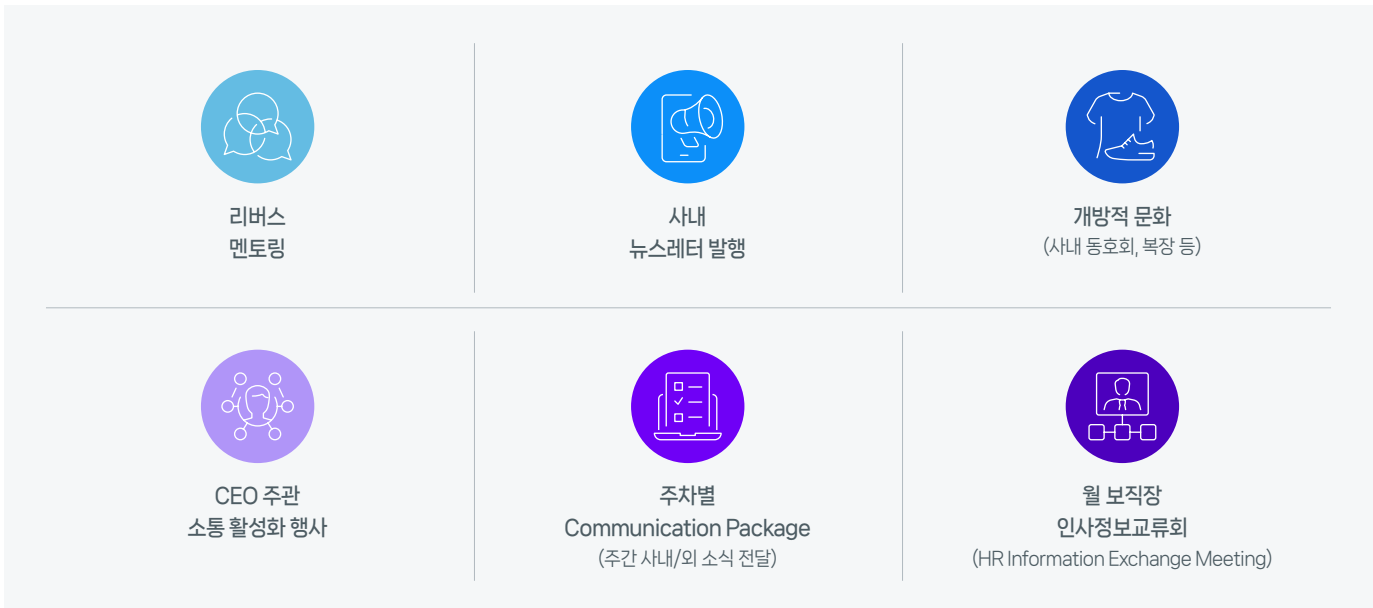 리버스
멘토링
사내
뉴스레터 발행
개방적 문화
(사내 동호회, 복장 등)
CEO 주관
소통 활성화 행사
주차별
Communication Package
(주간 사내/외 소식 전달)
월 보직장
인사정보교류회
(HR Information Exchange Meeting)